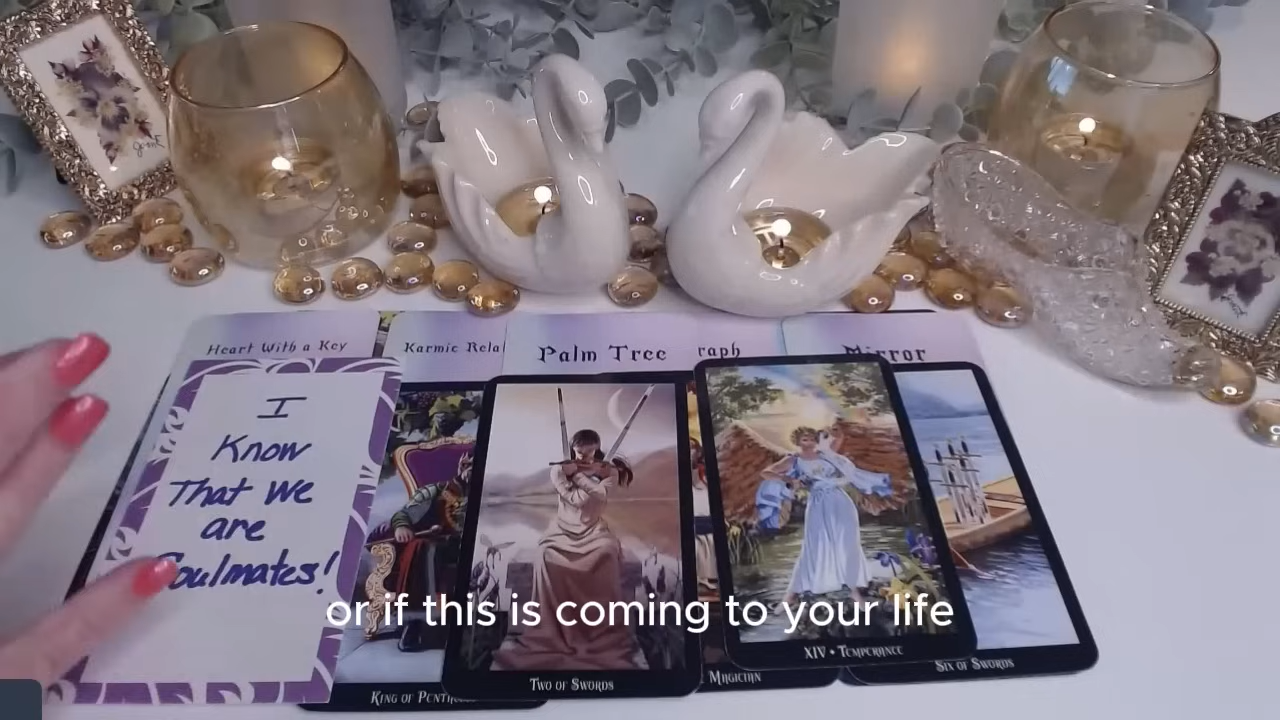 Heart With a Key
Karmic Rela
Palm Tree
raph
Mirror
I
Know
That We
are
Soulmates!
or if this is coming to your life
King of Pent
Two of Swords
Magician
XIV • Temperance
Six of Swords